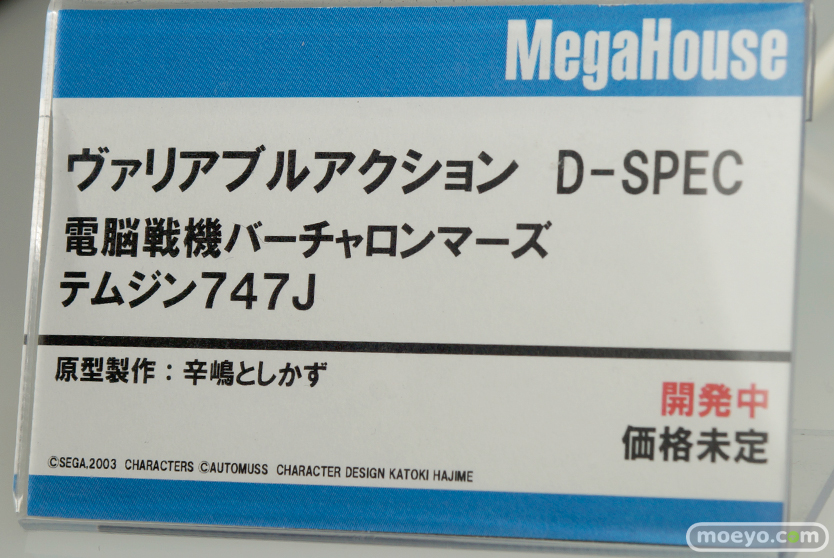 MegaHouse
ヴァリアブルアクション D-SPEC
電脳戦機バーチャロンマーズ
テムジン747J
原型製作：辛嶋としかず
開発中
価格未定
©SEGA.2003 CHARACTERS ©AUTOMUSS CHARACTER DESIGN KATOKI HAJIME
moeyo.com